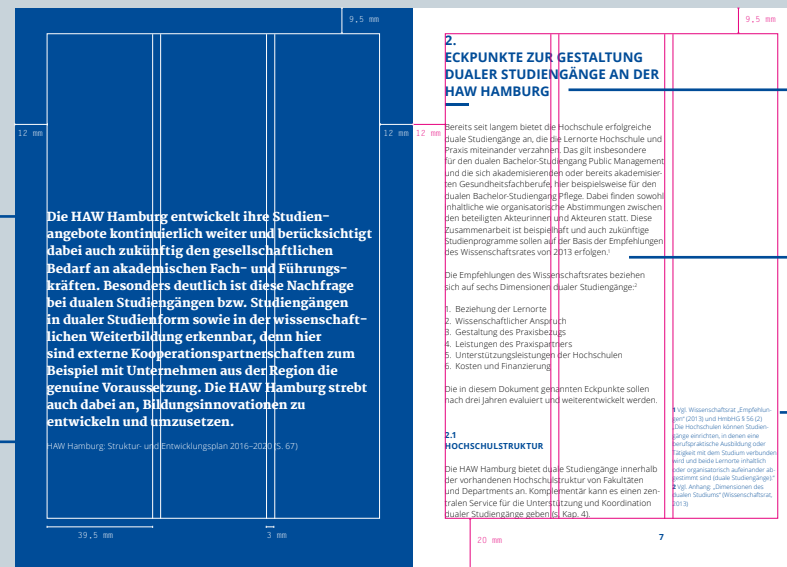 9,5 mm
12 mm
12 mm
Die HAW Hamburg entwickelt ihre Studien-
angebote kontinuierlich weiter und berücksichtigt
dabei auch zukünftig den gesellschaftlichen
Bedarf an akademischen Fach- und Führungs-
kräften. Besonders deutlich ist diese Nachfrage
bei dualen Studiengängen bzw. Studiengängen
in dualer Studienform sowie in der wissenschaft-
lichen Weiterbildung erkennbar, denn hier
sind externe Kooperationspartnerschaften zum
Beispiel mit Unternehmen aus der Region die
genuine Voraussetzung. Die HAW Hamburg strebt
auch dabei an, Bildungsinnovationen zu
entwickeln und umzusetzen.
HAW Hamburg: Struktur- und Entwicklungsplan 2016–2020 (S. 67)
39,5 mm
3 mm
9,5 mm
12 mm
2.
ECKPUNKTE ZUR GESTALTUNG
DUALER STUDIENGÄNGE AN DER
HAW HAMBURG
Bereits seit langem bietet die Hochschule erfolgreiche
duale Studiengänge an, die die Lernorte Hochschule und
Praxis miteinander verzahnen. Das gilt insbesondere
für den dualen Bachelor-Studiengang Public Management
und die sich akademisierenden oder bereits akademisier-
ten Gesundheitsfachberufe, hier beispielsweise für den
dualen Bachelor-Studiengang Pflege. Dabei finden sowohl
inhaltliche wie organisatorische Abstimmungen zwischen
den beteiligten Akteurinnen und Akteuren statt. Diese
Zusammenarbeit ist beispielhaft und auch zukünftige
Studienprogramme sollen auf der Basis der Empfehlungen
des Wissenschaftsrates von 2013 erfolgen.¹
Die Empfehlungen des Wissenschaftsrates beziehen
sich auf sechs Dimensionen dualer Studiengänge:²
1. Beziehung der Lernorte
2. Wissenschaftlicher Anspruch
3. Gestaltung des Praxisbezugs
4. Leistungen des Praxispartners
5. Unterstützungsleistungen der Hochschulen
6. Kosten und Finanzierung
Die in diesem Dokument genannten Eckpunkte sollen
nach drei Jahren evaluiert und weiterentwickelt werden.
2.1
HOCHSCHULSTRUKTUR
Die HAW Hamburg bietet duale Studiengänge innerhalb
der vorhandenen Hochschulstruktur von Fakultäten
und Departments an. Komplementär kann es einen zen-
tralen Service für die Unterstützung und Koordination
dualer Studiengänge geben (s. Kap. 4).
1 Vgl. Wissenschaftsrat „Empfehlun-
gen“ (2013) und HmbHG § 56 (2)
„Die Hochschulen können Studien-
gänge einrichten, in denen eine
berufspraktische Ausbildung oder
Tätigkeit mit dem Studium verbunden
wird und beide Lernorte inhaltlich
oder organisatorisch aufeinander ab-
gestimmt sind (duale Studiengänge).“
2 Vgl. Anhang: „Dimensionen des
dualen Studiums“ (Wissenschaftsrat,
2013)
20 mm
7